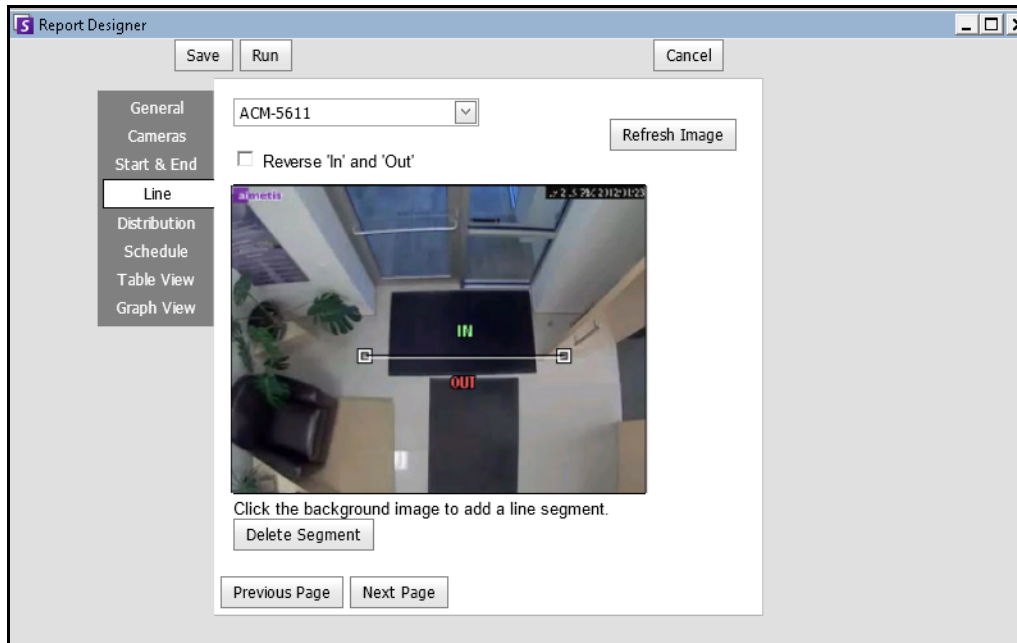 Report Designer
Save
Run
Cancel
General
Cameras
Start & End
Line
Distribution
Schedule
Table View
Graph View
ACM-5611
Refresh Image
Reverse 'In' and 'Out'
aimetis
IN
OUT
Click the background image to add a line segment.
Delete Segment
Previous Page
Next Page